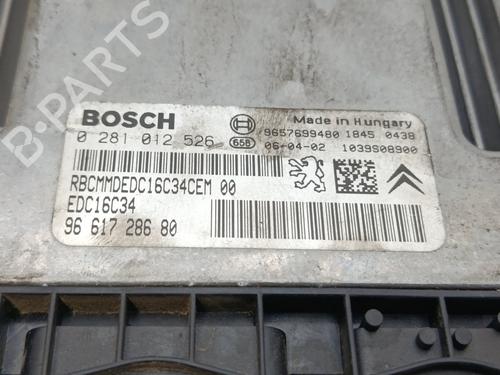 BOSCH
Made in Hungary
0 281 012 526
658
9657699480 1845 0438
06-04-02 1039S08900
RBCMMDEDC16C34CEM 00
EDC16C34
96 617 286 80
B-PARTS